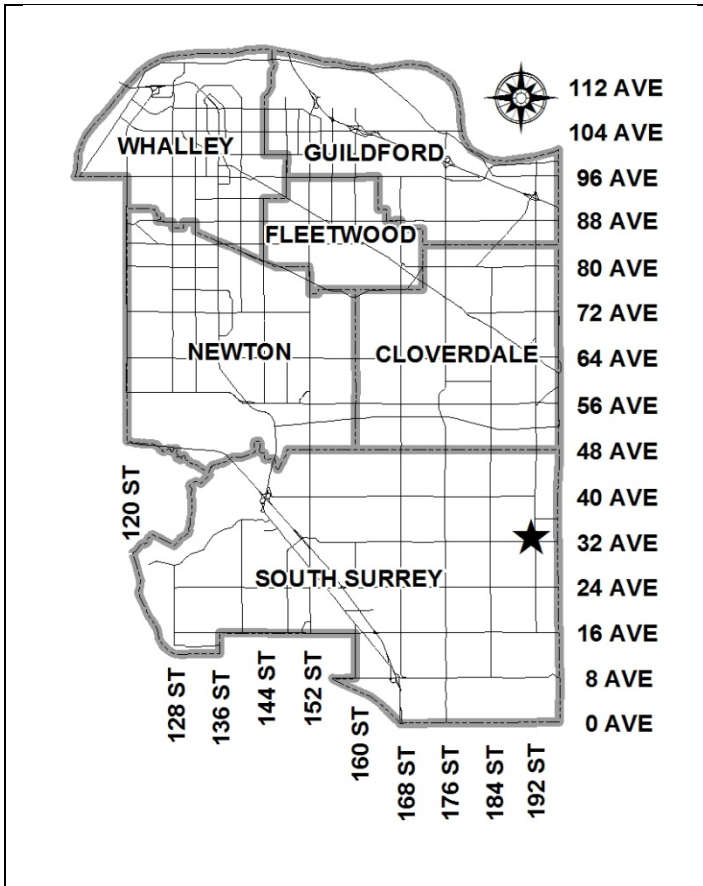 112 AVE
104 AVE
WHALLEY
GUILDFORD
96 AVE
88 AVE
FLEETWOOD
80 AVE
72 AVE
NEWTON
CLOVERDALE
64 AVE
56 AVE
48 AVE
120 ST
40 AVE
32 AVE
SOUTH SURREY
24 AVE
16 AVE
8 AVE
0 AVE
128 ST
136 ST
144 ST
152 ST
160 ST
168 ST
176 ST
184 ST
192 ST